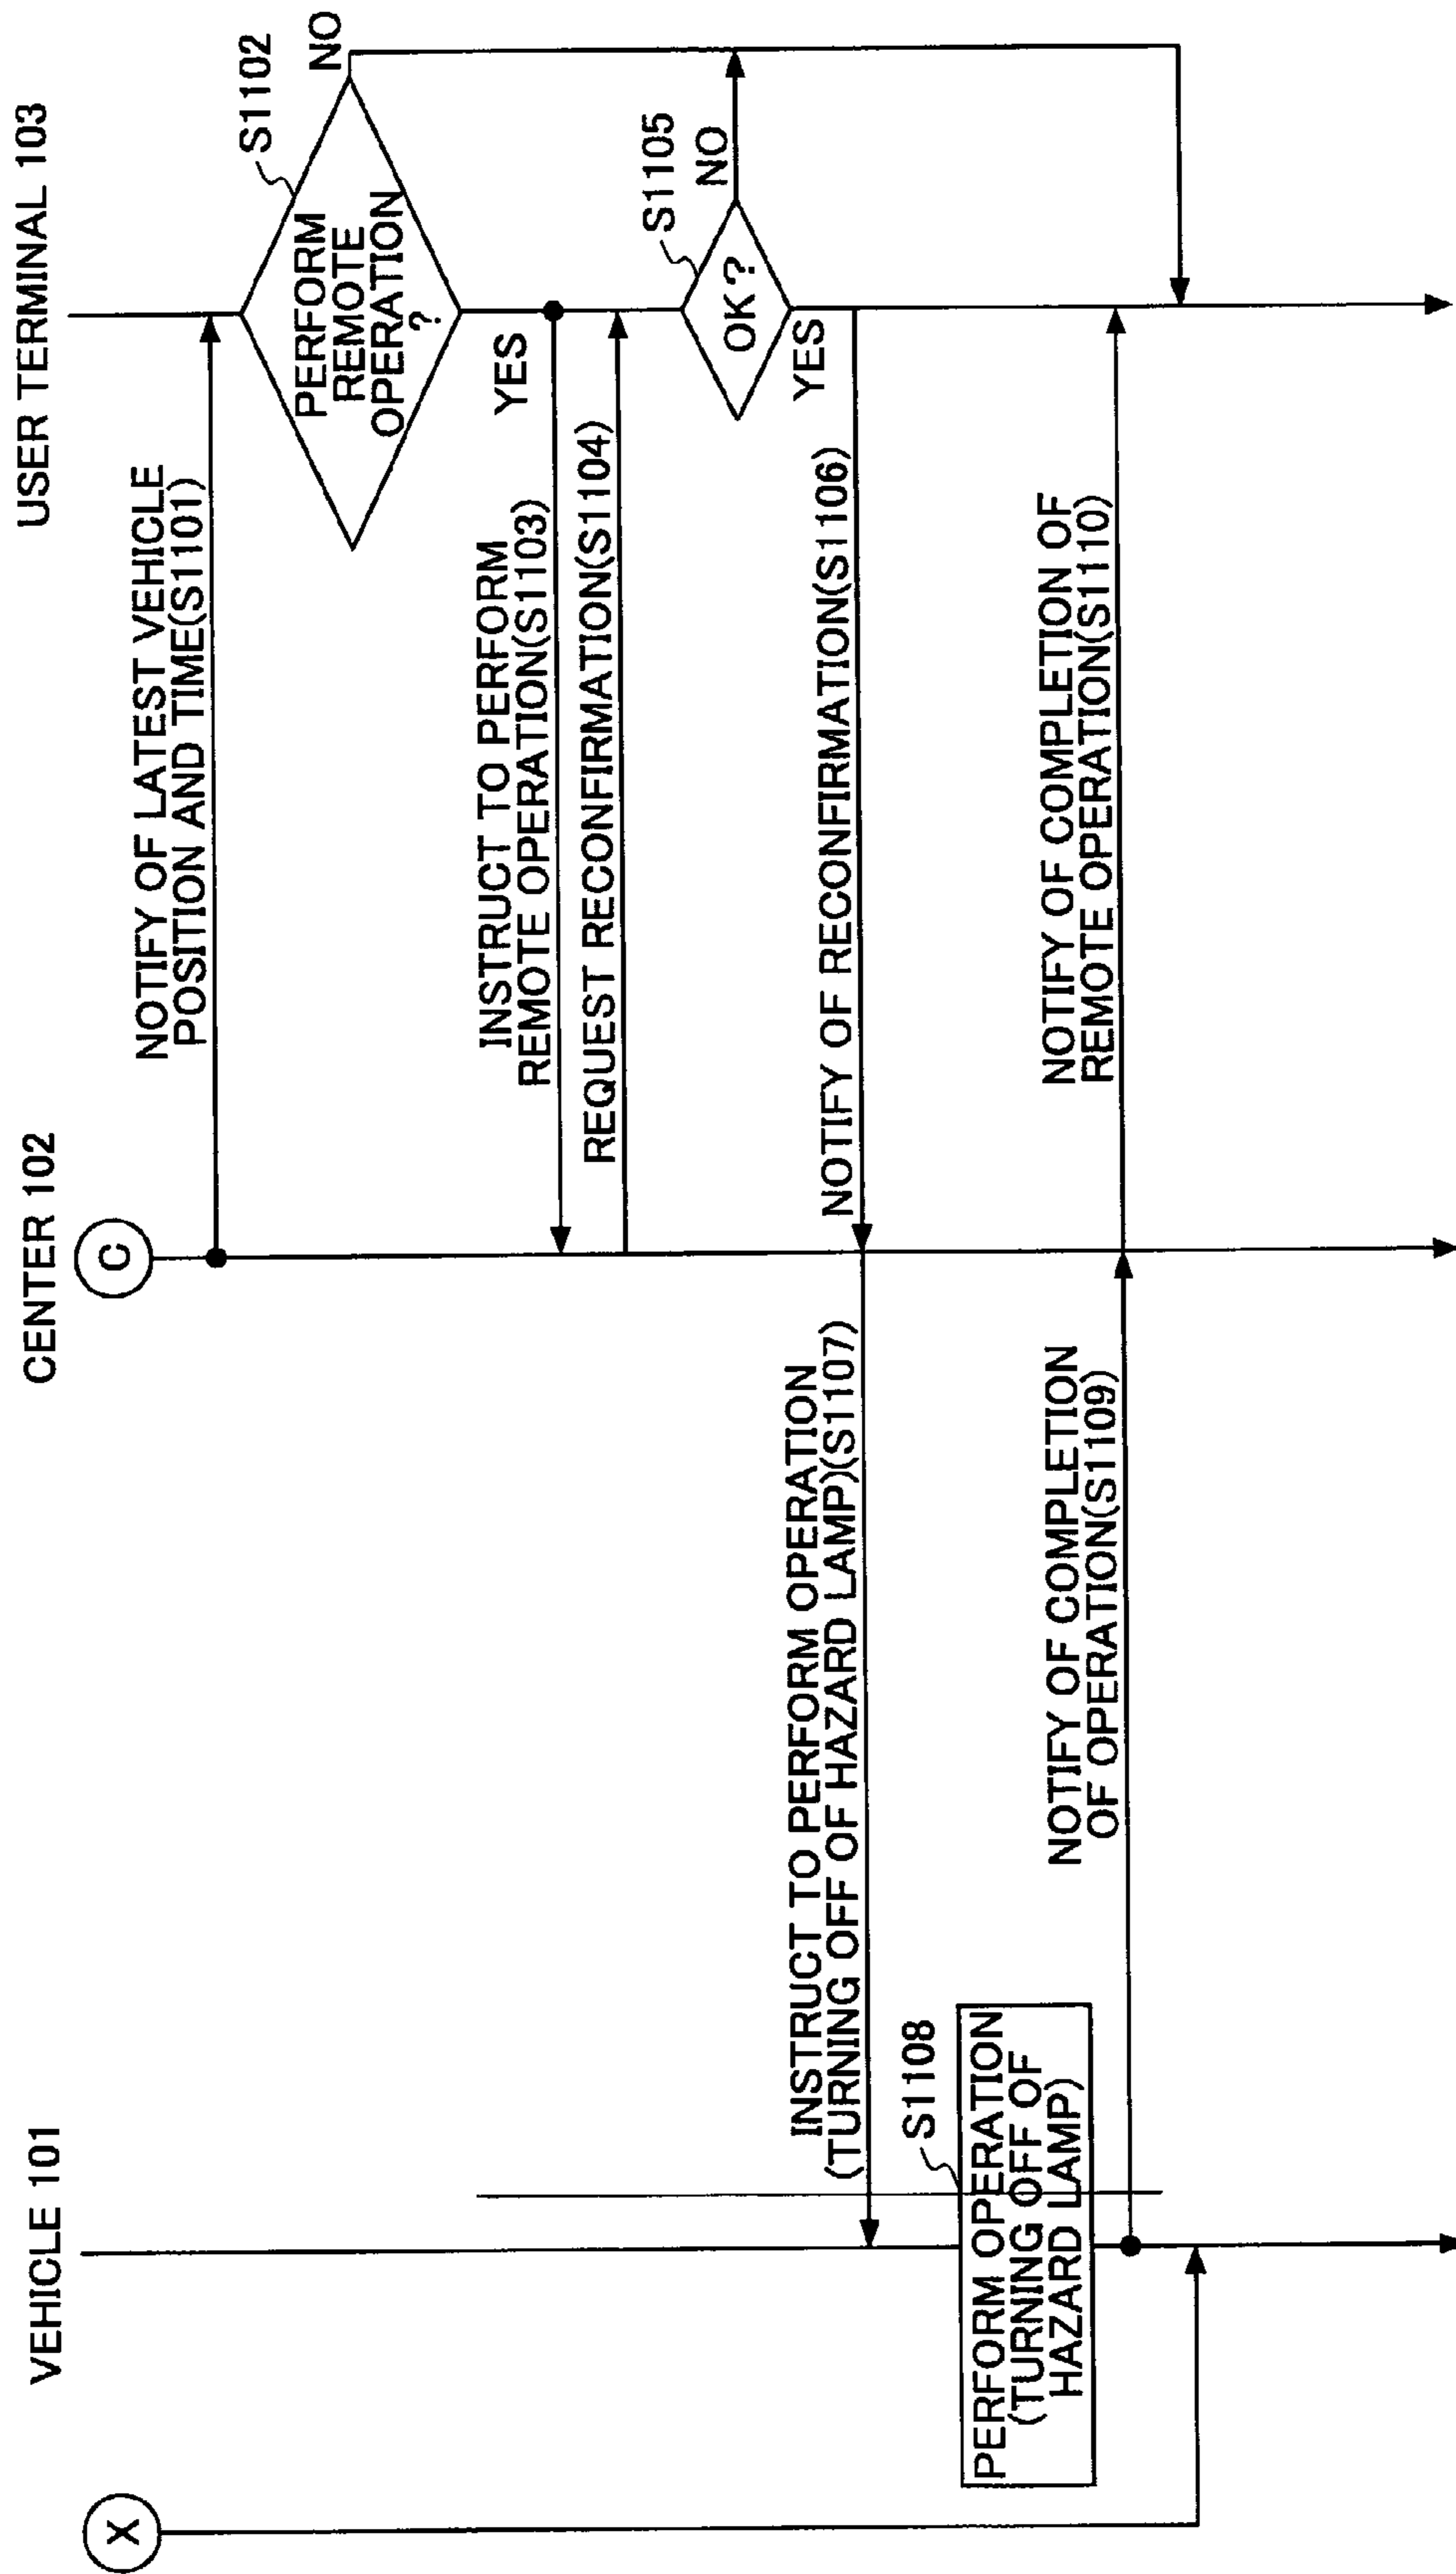 VEHICLE 101
CENTER 102
USER TERMINAL 103
X
C
NOTIFY OF LATEST VEHICLE
POSITION AND TIME(S1101)
S1102
PERFORM
REMOTE
OPERATION
?
NO
YES
INSTRUCT TO PERFORM
REMOTE OPERATION(S1103)
REQUEST RECONFIRMATION(S1104)
S1105
OK?
NO
YES
NOTIFY OF RECONFIRMATION(S1106)
INSTRUCT TO PERFORM OPERATION
(TURNING OFF OF HAZARD LAMP)(S1107)
S1108
PERFORM OPERATION
(TURNING OFF OF
HAZARD LAMP)
NOTIFY OF COMPLETION
OF OPERATION(S1109)
NOTIFY OF COMPLETION OF
REMOTE OPERATION(S1110)